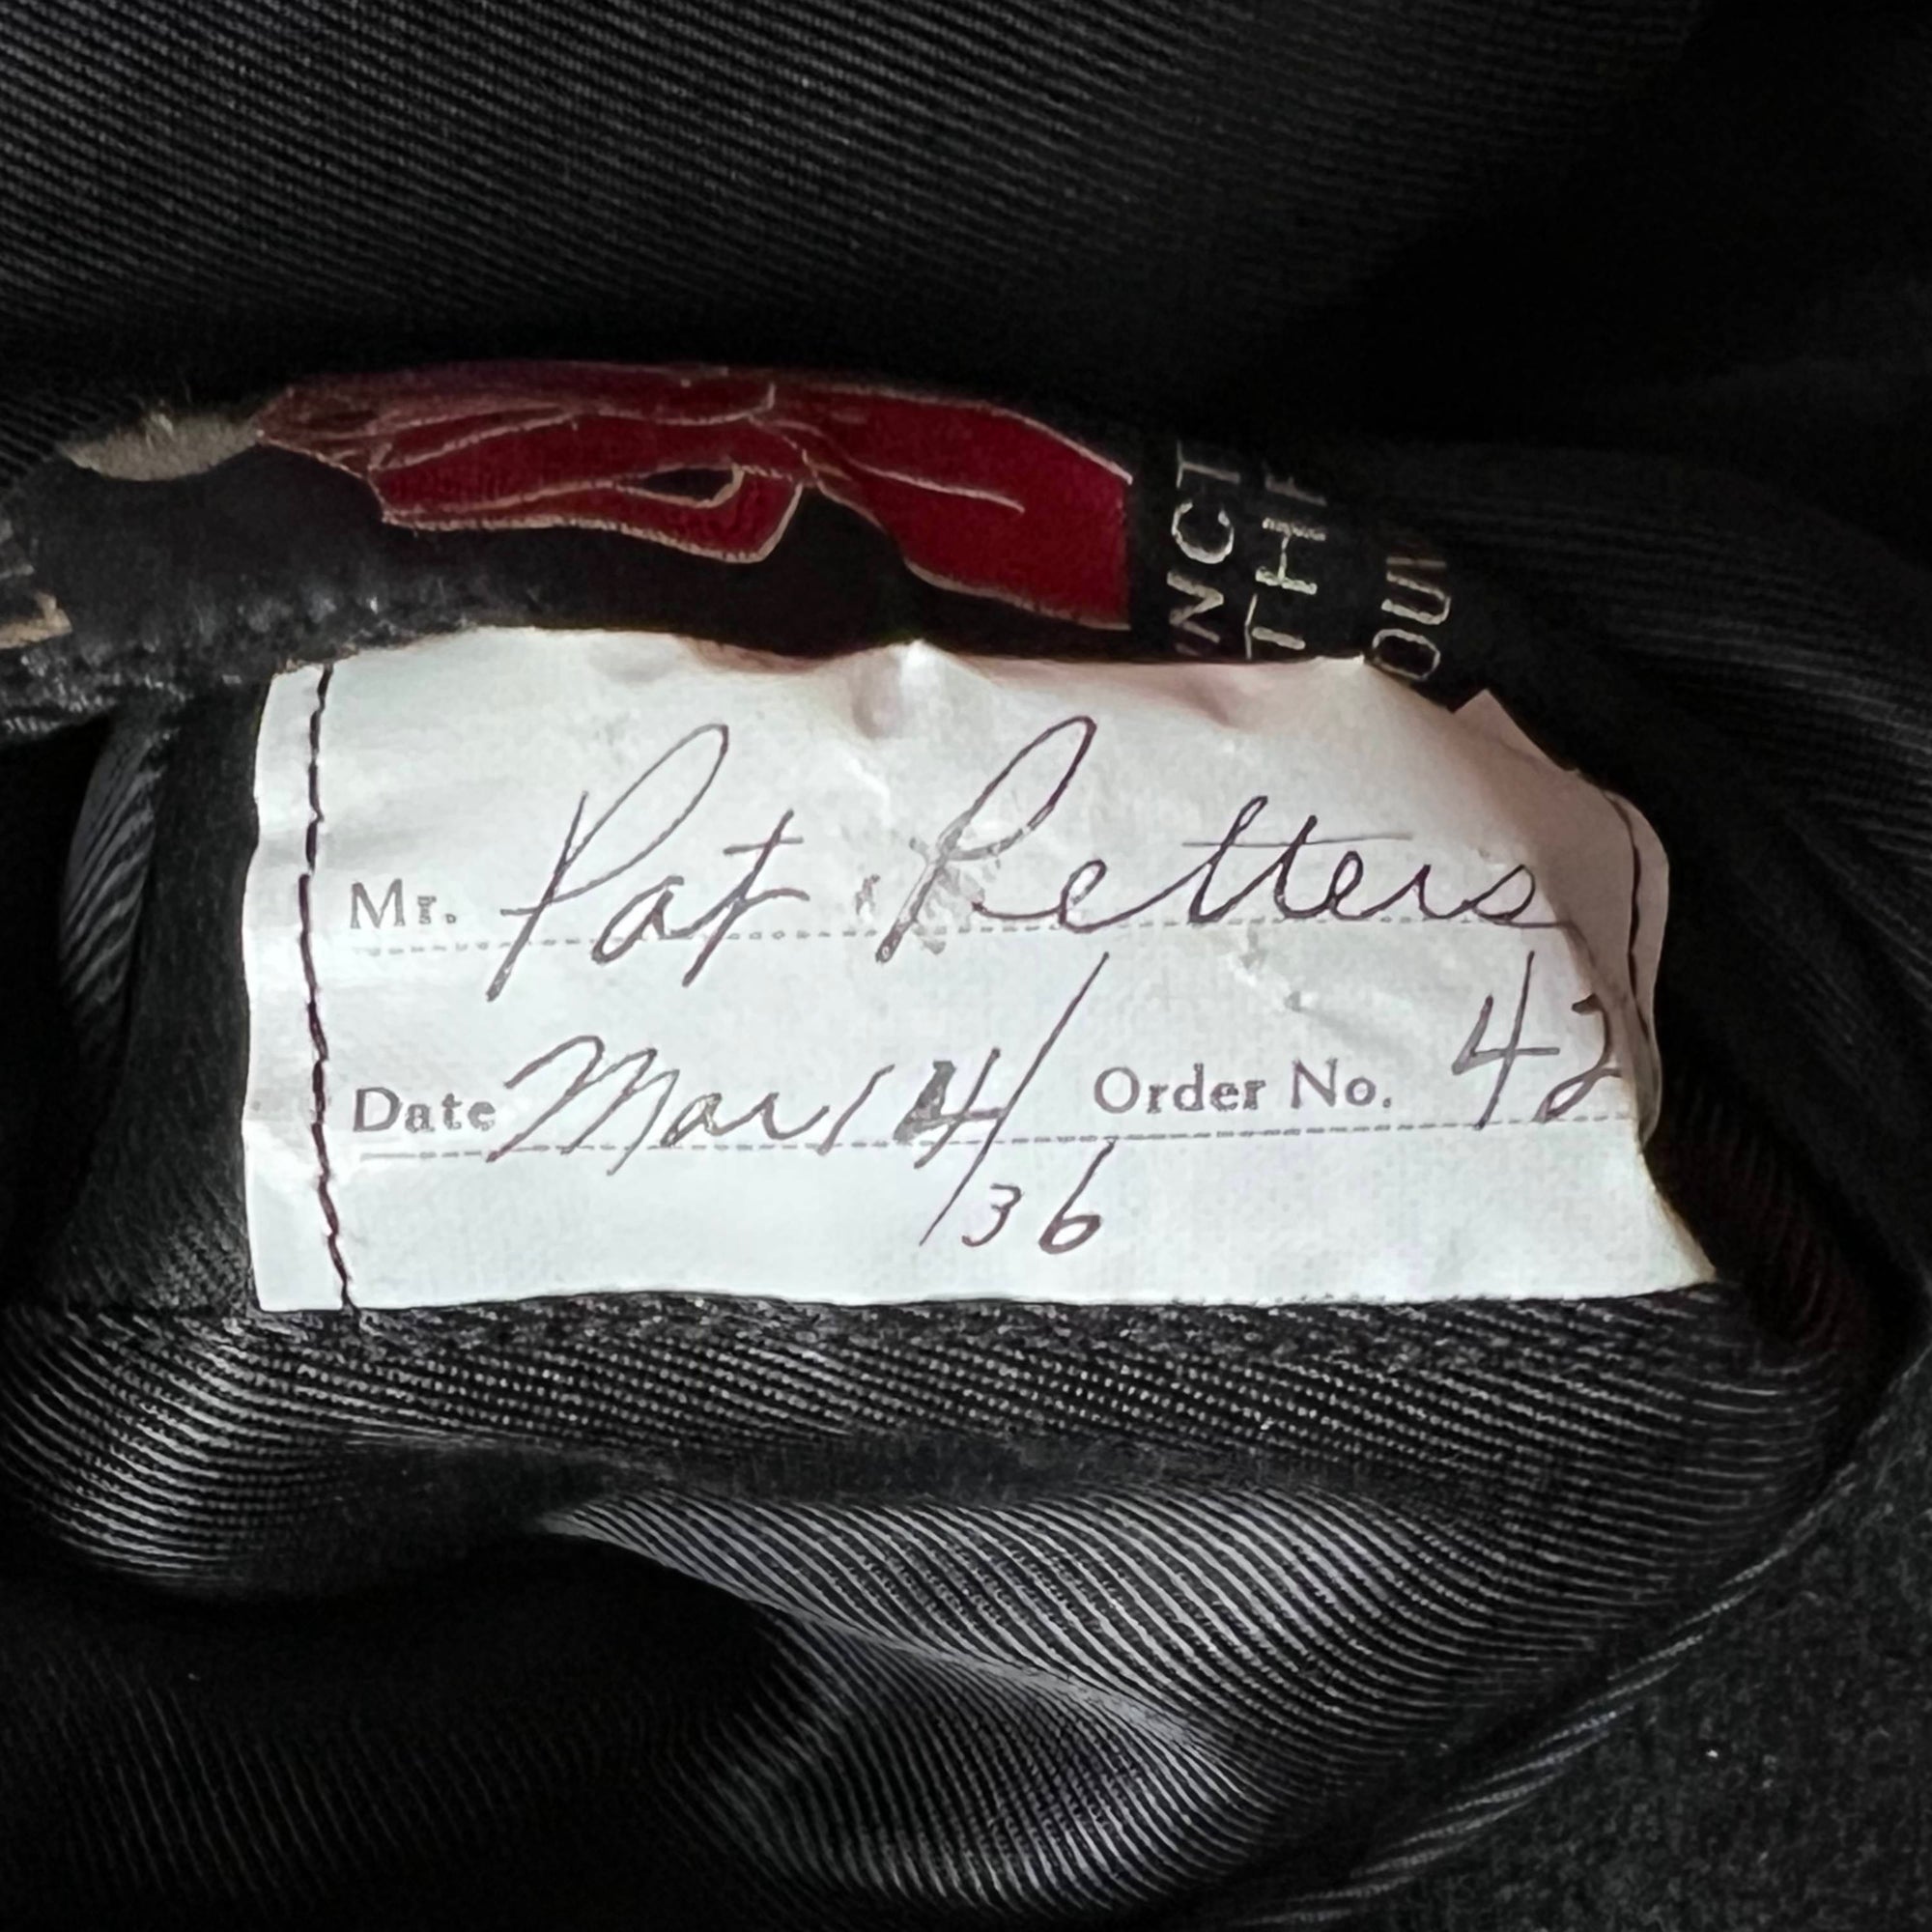 Mr. Pat Petters
Date Mar 14/36 Order No. 42